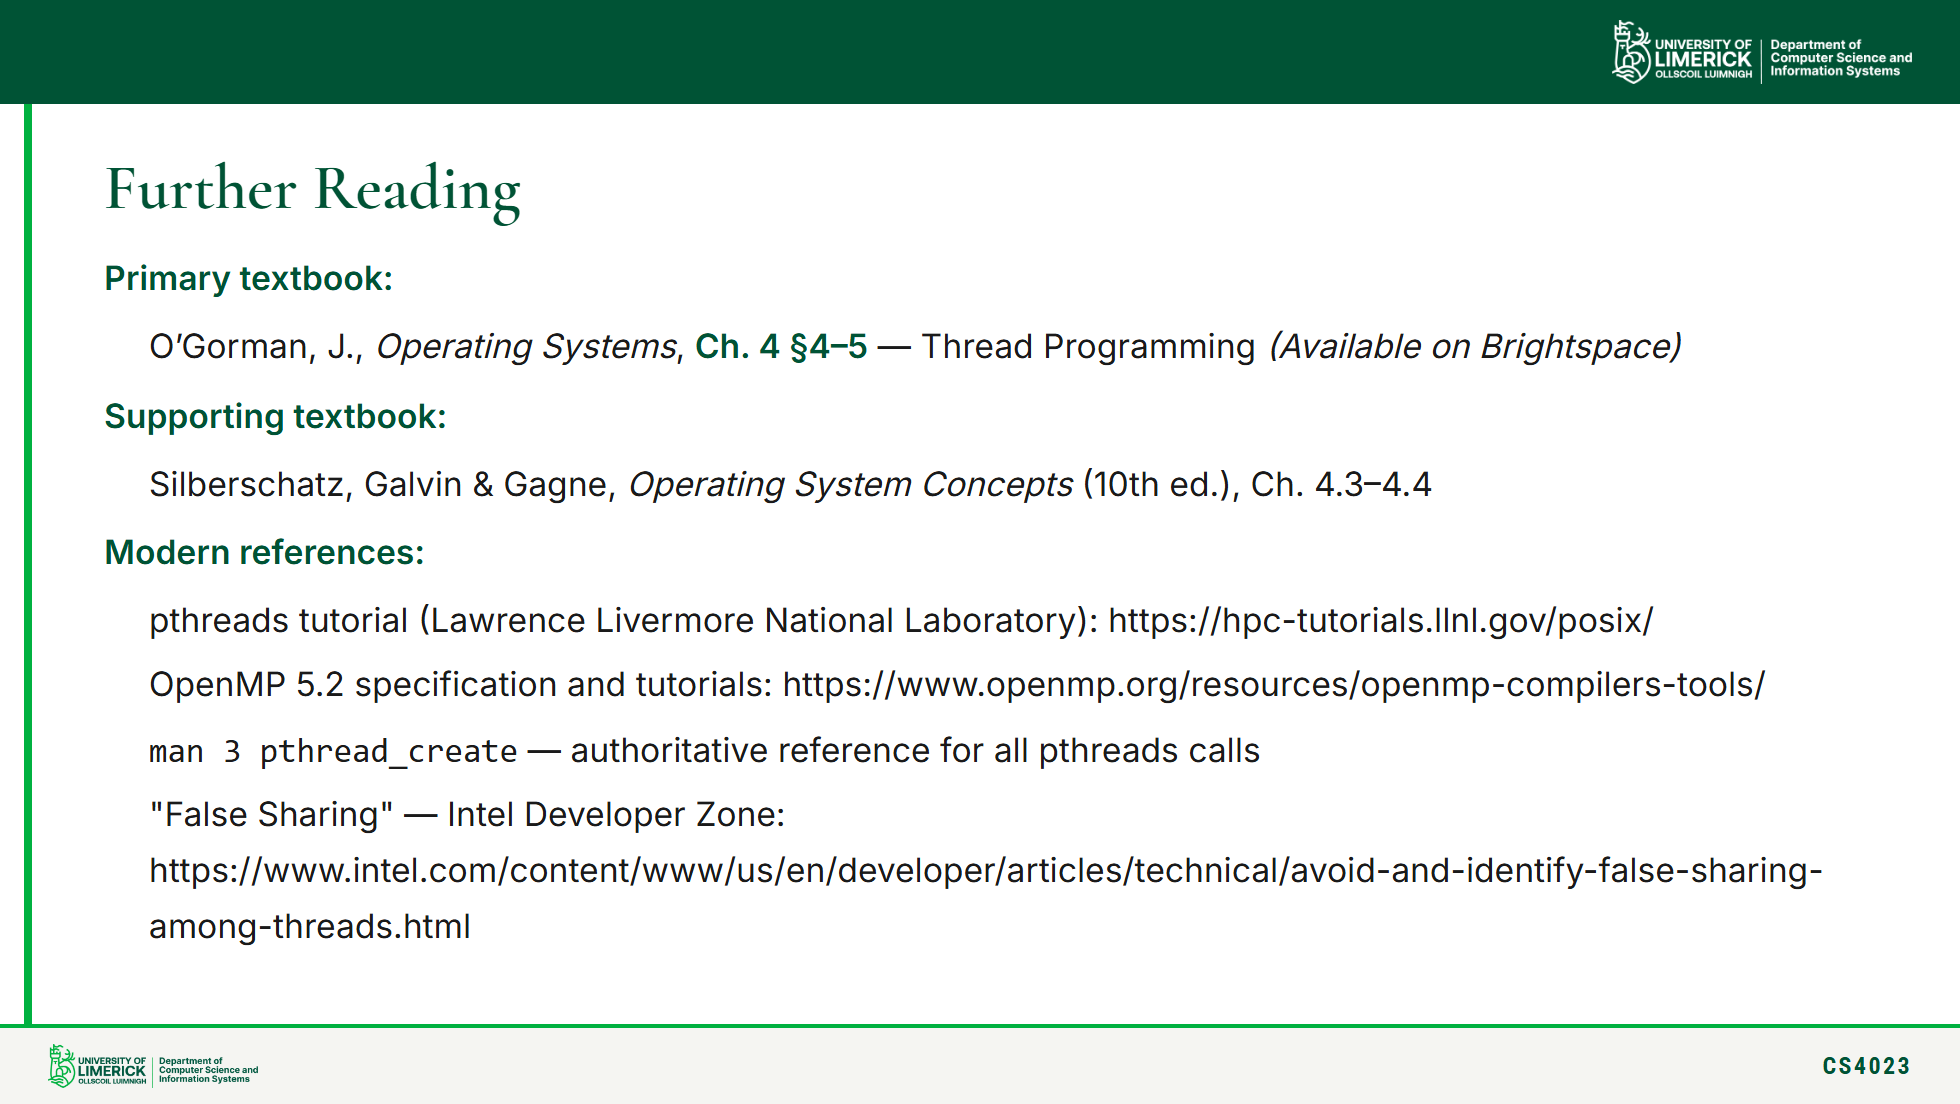 UNIVERSITY OF
LIMERICK
OLLSCOIL LUIMNIGH
Department of
Computer Science and
Information Systems
Further Reading
Primary textbook:
O'Gorman, J., Operating Systems, Ch. 4 §4–5 — Thread Programming (Available on Brightspace)
Supporting textbook:
Silberschatz, Galvin & Gagne, Operating System Concepts (10th ed.), Ch. 4.3–4.4
Modern references:
pthreads tutorial (Lawrence Livermore National Laboratory): https://hpc-tutorials.llnl.gov/posix/
OpenMP 5.2 specification and tutorials: https://www.openmp.org/resources/openmp-compilers-tools/
man 3 pthread_create — authoritative reference for all pthreads calls
"False Sharing" — Intel Developer Zone:
https://www.intel.com/content/www/us/en/developer/articles/technical/avoid-and-identify-false-sharing-
among-threads.html
UNIVERSITY OF
LIMERICK
OLLSCOIL LUIMNIGH
Department of
Computer Science and
Information Systems
CS4023